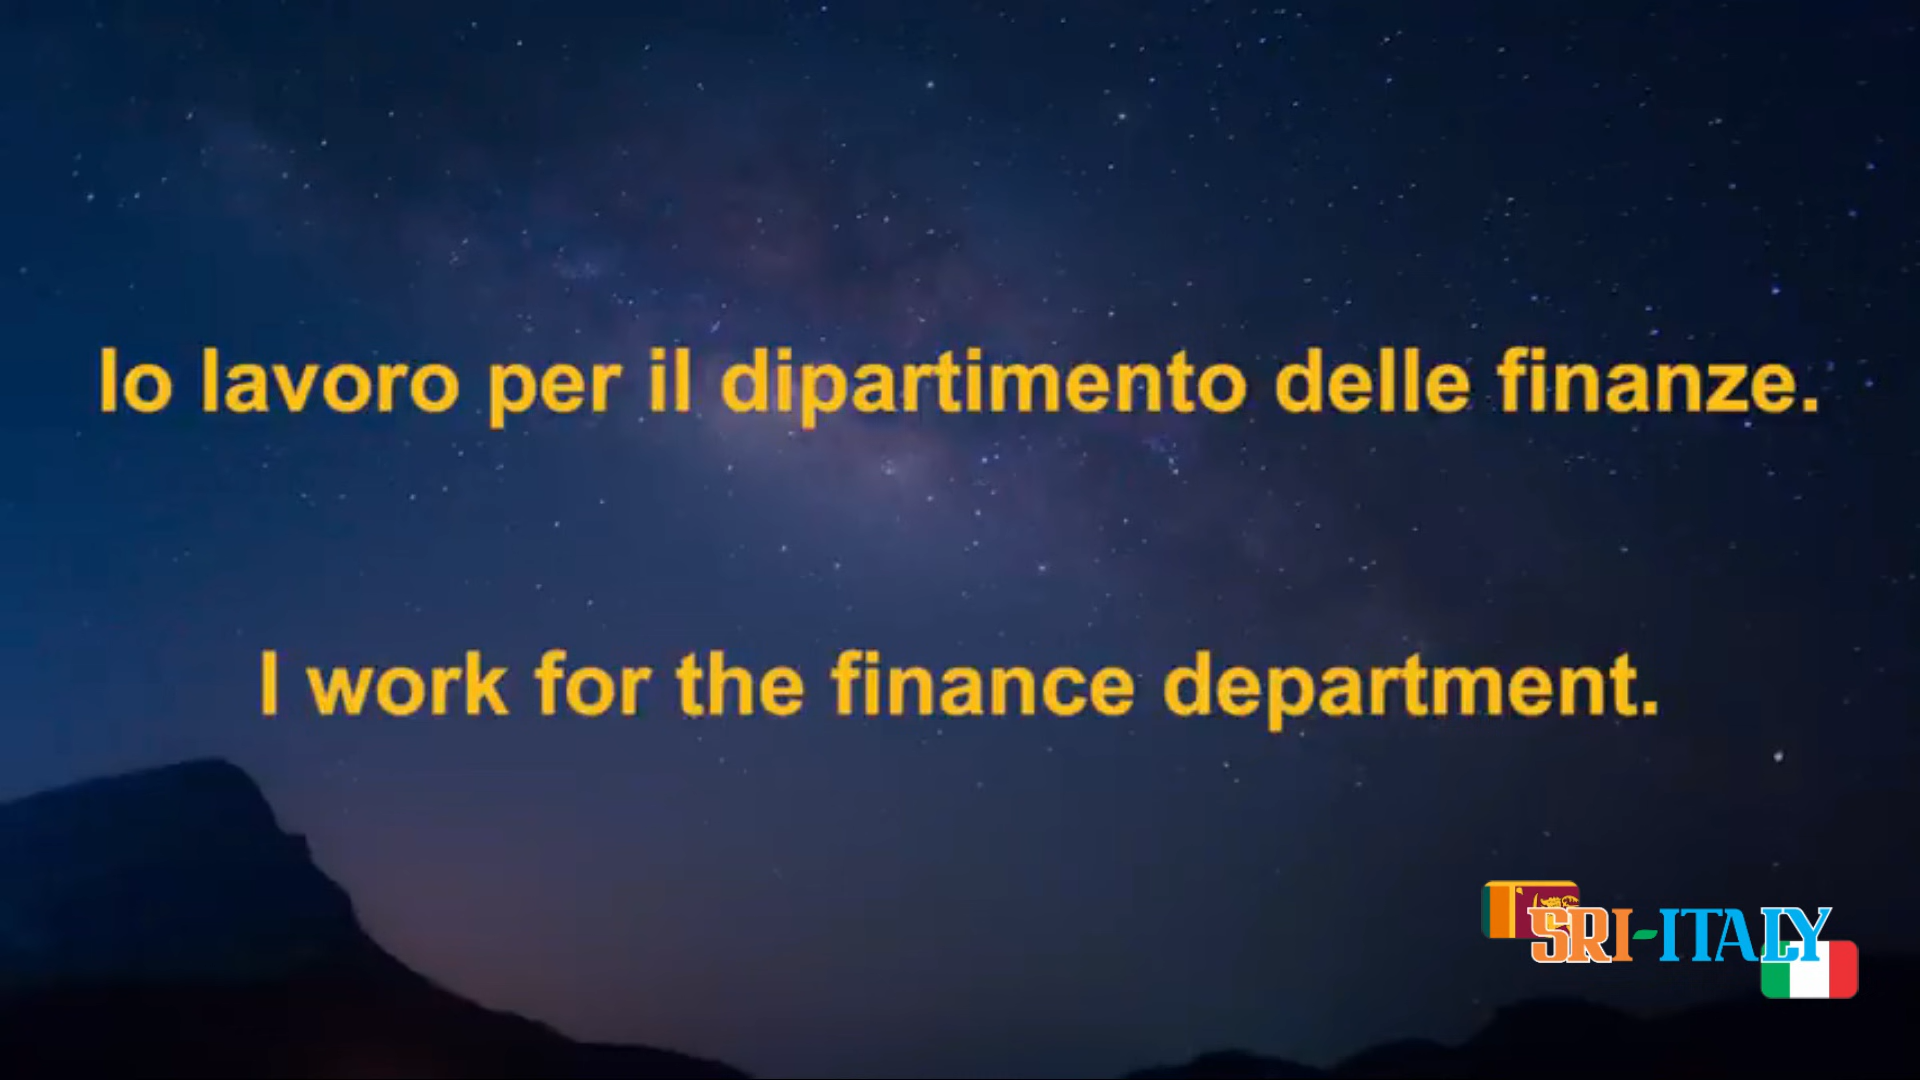 Io lavoro per il dipartimento delle finanze.
I work for the finance department.
SRI-ITALY